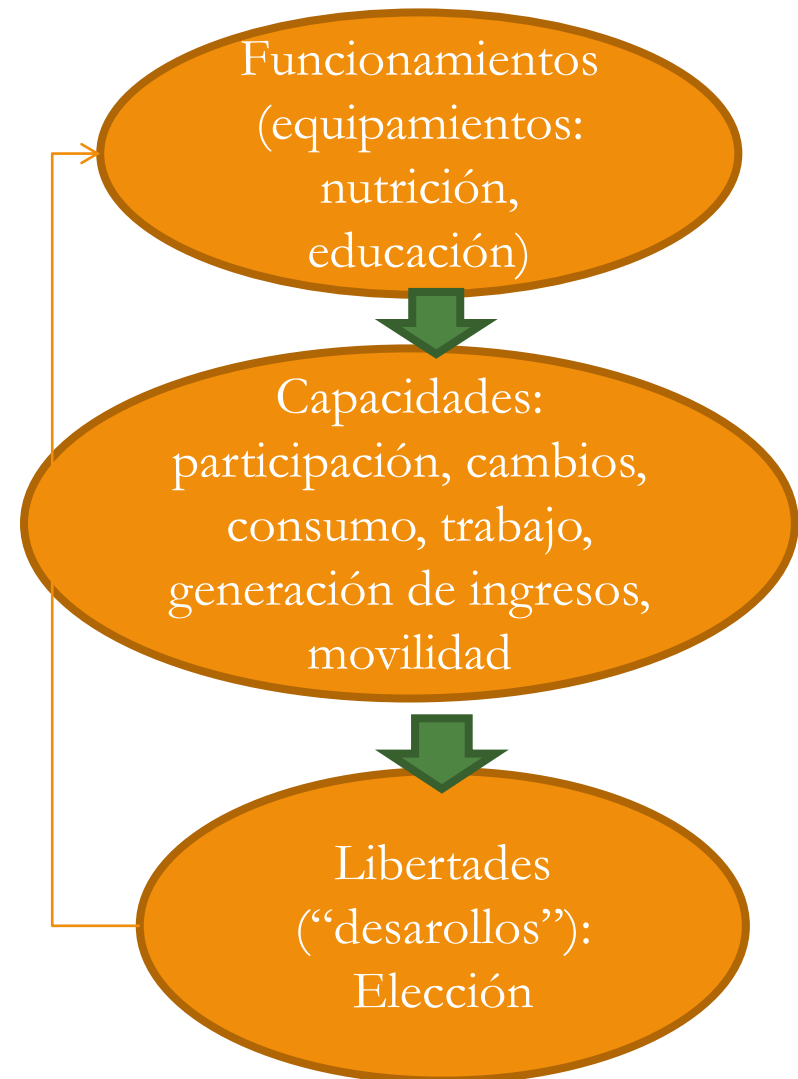 Funcionamientos
(equipamientos:
nutrición,
educación)
Capacidades:
participación, cambios,
consumo, trabajo,
generación de ingresos,
movilidad
Libertades
(“desarollos”):
Elección